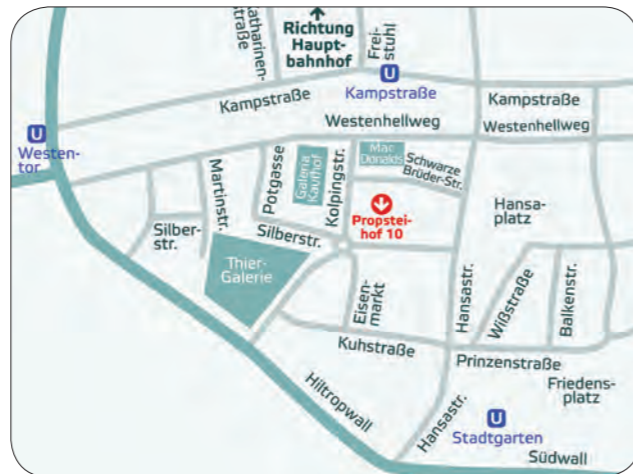 Katharinen-
straße
Richtung
Haupt-
bahnhof
Frei-
stuhl
U
Kampstraße
Kampstraße
Kampstraße
Westenhellweg
Westenhellweg
U
Westen-
tor
Martinstr.
Potgasse
Galeria
Kaufhof
Kolpingstr.
Mac
Donalds
Schwarze
Brüder-Str.
Hansa-
platz
Propstei-
hof 10
Silber-
str.
Silberstr.
Thier-
Galerie
Eisen-
markt
Hansastr.
Wißstraße
Balkenstr.
Kuhstraße
Prinzenstraße
Hiltropwall
Friedens-
platz
Hansastr.
U
Stadtgarten
Südwall